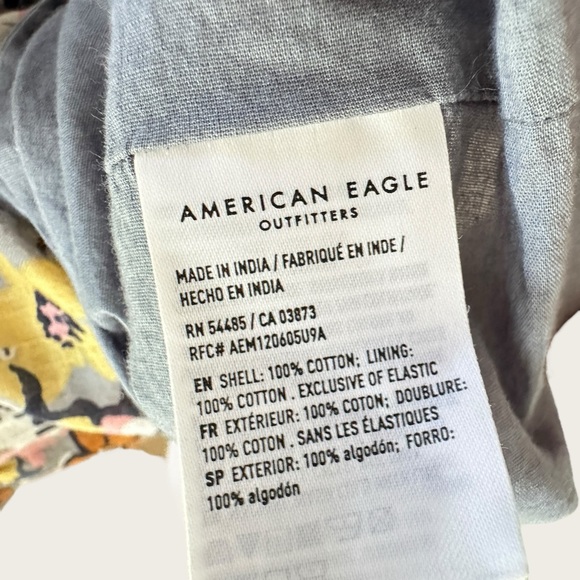 AMERICAN EAGLE
OUTFITTERS
MADE IN INDIA / FABRIQUÉ EN INDE /
HECHO EN INDIA
RN 54485 / CA 03873
RFC# AEM120605U9A
EN SHELL: 100% COTTON; LINING:
100% COTTON . EXCLUSIVE OF ELASTIC
FR EXTÉRIEUR: 100% COTON; DOUBLURE:
100% COTON . SANS LES ÉLASTIQUES
SP EXTERIOR: 100% algodón; FORRO:
100% algodón